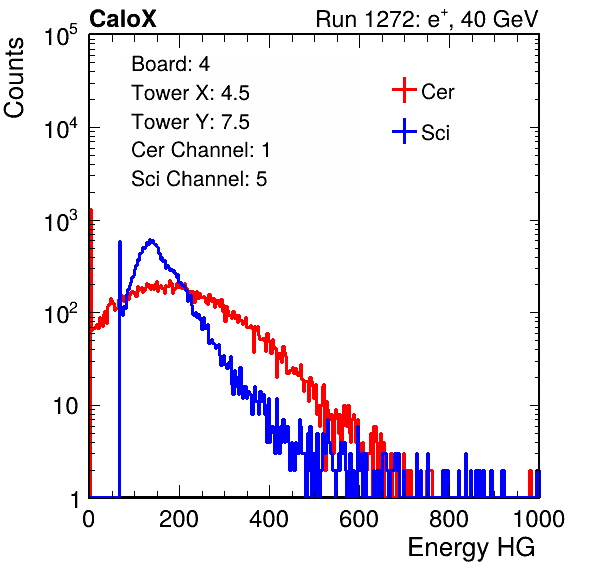 CaloX Run 1272: e⁺, 40 GeV
Counts
10⁵
10⁴
10³
10²
10
1
Board: 4
Tower X: 4.5
Tower Y: 7.5
Cer Channel: 1
Sci Channel: 5
Cer
Sci
0 200 400 600 800 1000
Energy HG